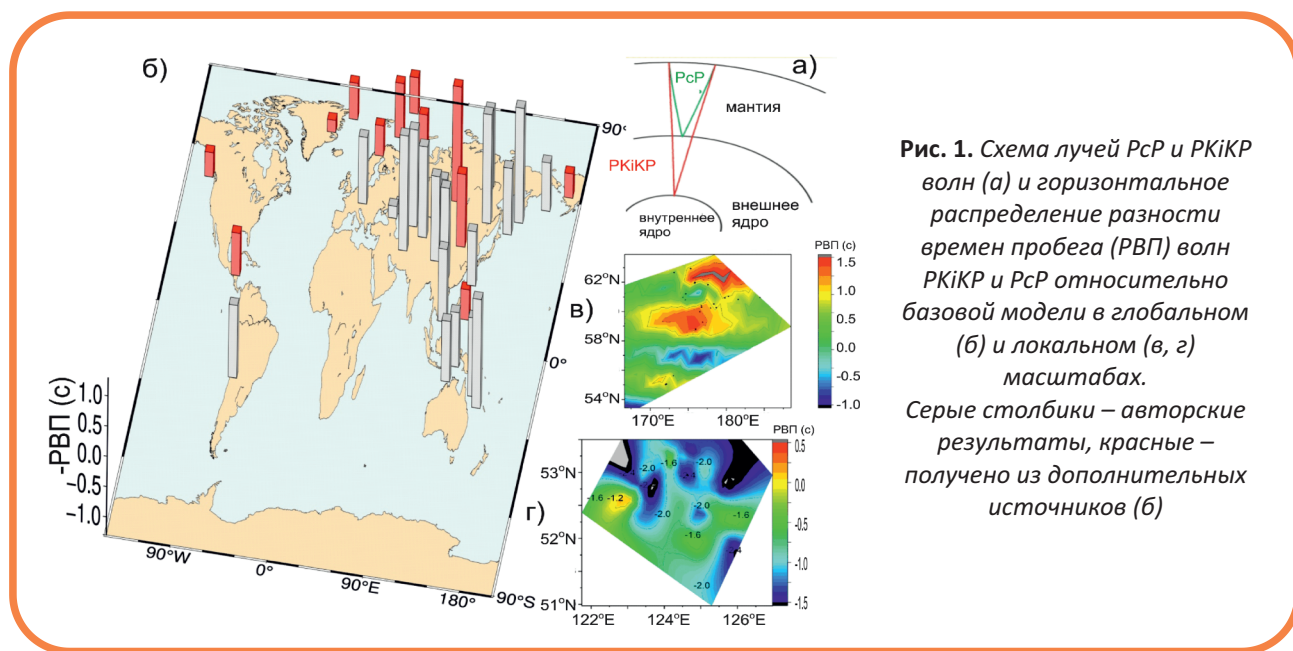 б)
90°
0°
90°S
180°
90°E
0°
90°W
-РВП (с)
1.0
0.5
0.0
−0.5
−1.0
а)
PcP
мантия
PKiKP
внешнее
ядро
внутреннее
ядро
в)
РВП (с)
1.5
1.0
0.5
0.0
-0.5
-1.0
62°N
58°N
54°N
170°E
180°E
г)
РВП (с)
0.5
0.0
-0.5
-1.0
-1.5
53°N
52°N
51°N
122°E
124°E
126°E
-1.6
-2.0
-2.0
-1.6
-1.2
-2.0
-1.6
-1.6
-2.0
Рис. 1. Схема лучей PcP и PKiKP
волн (а) и горизонтальное
распределение разности
времен пробега (РВП) волн
PKiKP и PcP относительно
базовой модели в глобальном
(б) и локальном (в, г)
масштабах.
Серые столбики – авторские
результаты, красные –
получено из дополнительных
источников (б)